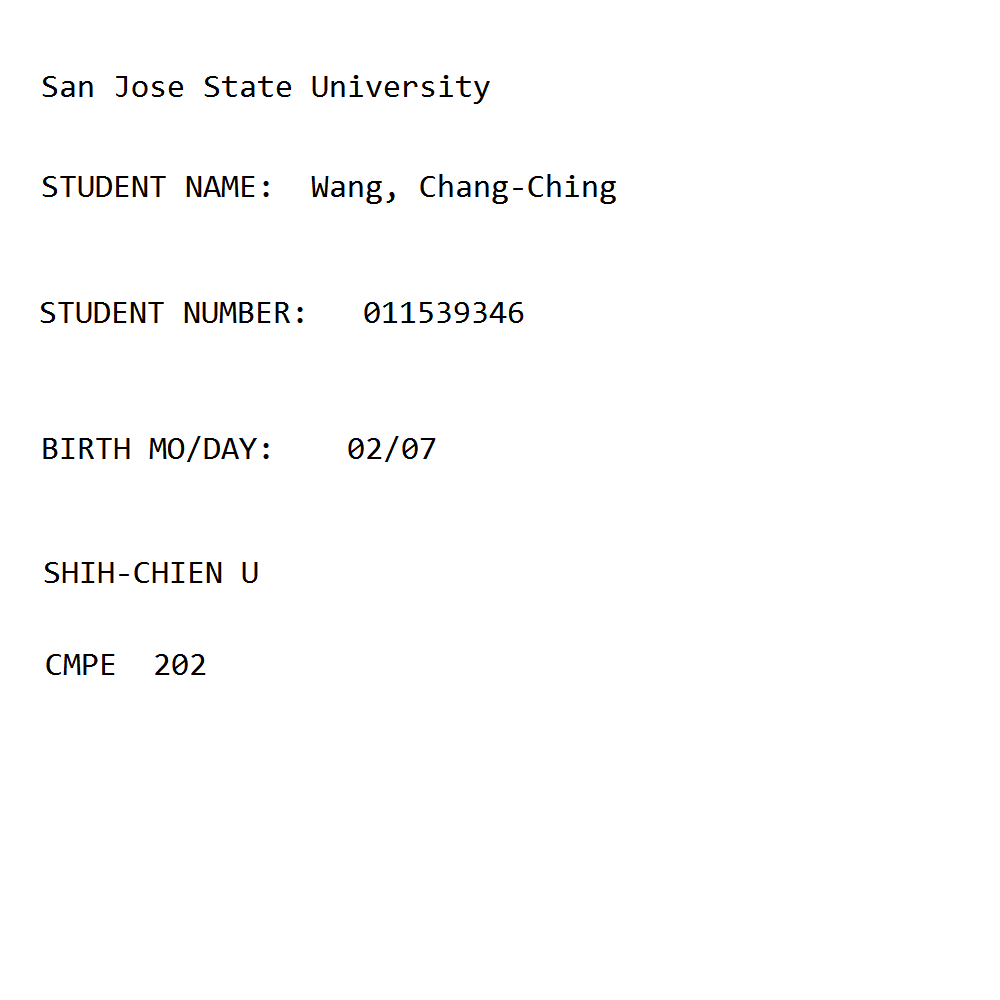 San Jose State University
STUDENT NAME:  Wang, Chang-Ching
STUDENT NUMBER:   011539346
BIRTH MO/DAY:    02/07
SHIH-CHIEN U
CMPE  202